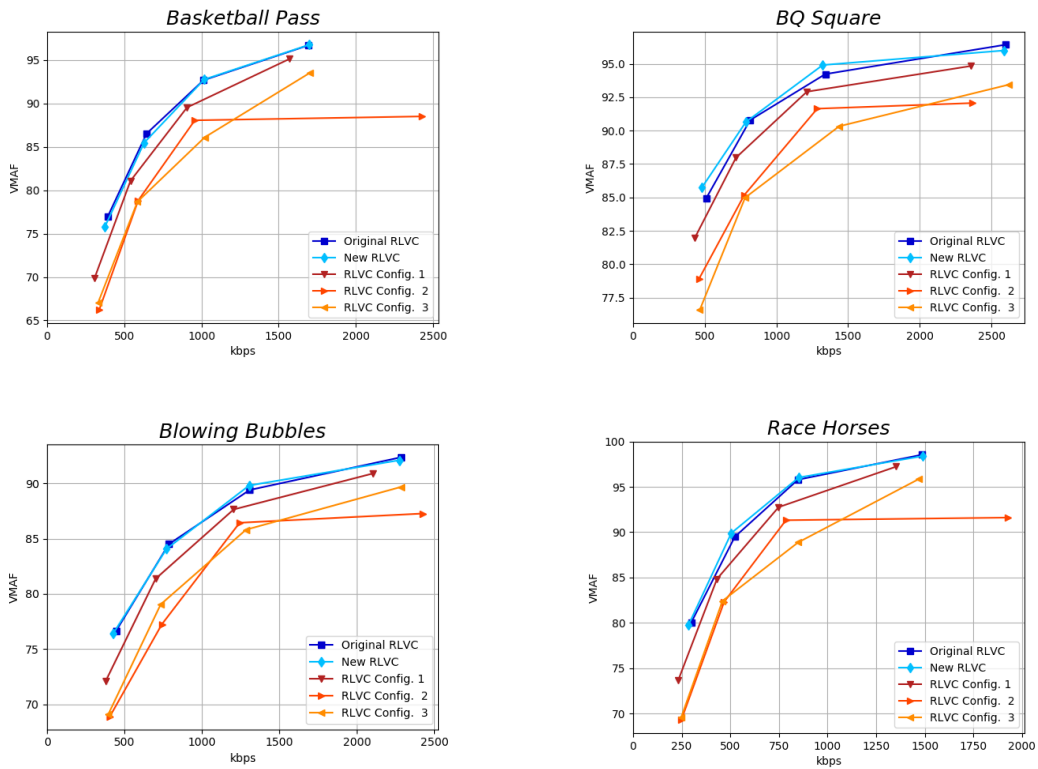 Basketball Pass
VMAF
95
90
85
80
75
70
65
0
500
1000
1500
2000
2500
kbps
Original RLVC
New RLVC
RLVC Config. 1
RLVC Config.  2
RLVC Config.  3
BQ Square
VMAF
95.0
92.5
90.0
87.5
85.0
82.5
80.0
77.5
0
500
1000
1500
2000
2500
kbps
Original RLVC
New RLVC
RLVC Config. 1
RLVC Config.  2
RLVC Config.  3
Blowing Bubbles
VMAF
90
85
80
75
70
0
500
1000
1500
2000
2500
kbps
Original RLVC
New RLVC
RLVC Config. 1
RLVC Config.  2
RLVC Config.  3
Race Horses
VMAF
100
95
90
85
80
75
70
0
250
500
750
1000
1250
1500
1750
2000
kbps
Original RLVC
New RLVC
RLVC Config. 1
RLVC Config.  2
RLVC Config.  3